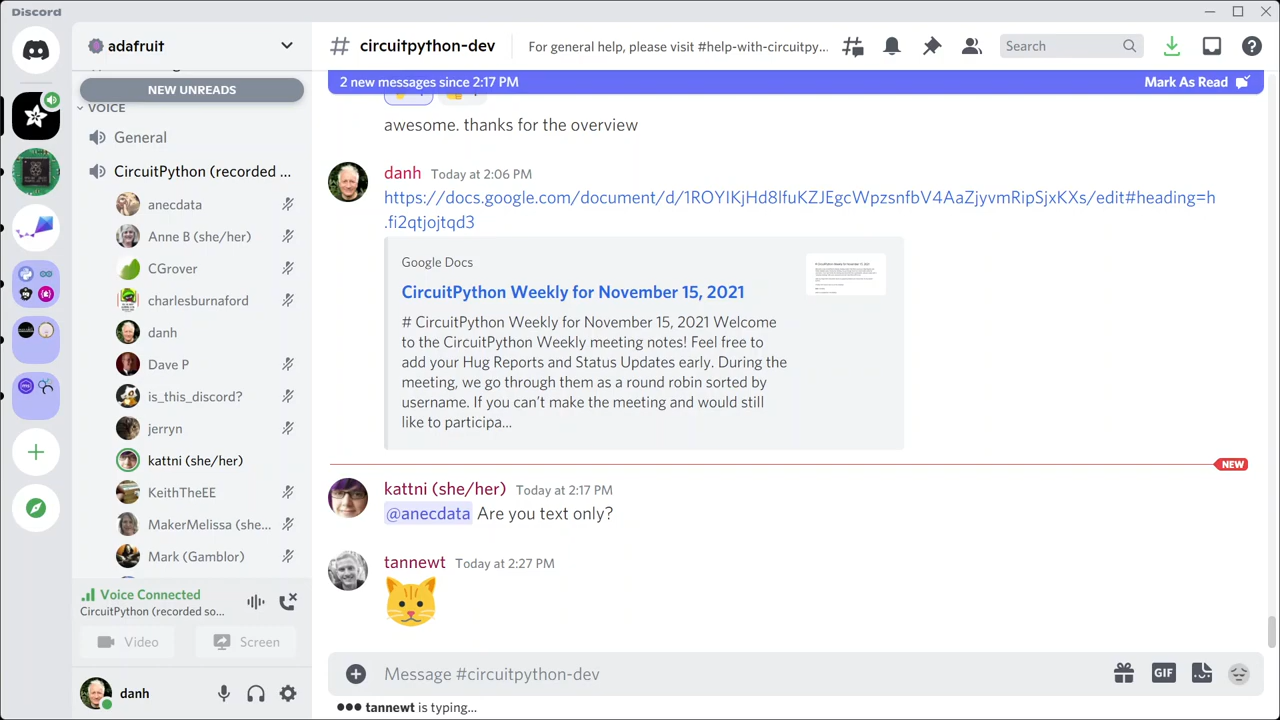 Discord
adafruit
NEW UNREADS
VOICE
General
CircuitPython (recorded ...
anecdata
Anne B (she/her)
CGrover
charlesburnaford
danh
Dave P
is_this_discord?
jerryn
kattni (she/her)
KeithTheEE
MakerMelissa (she...
Mark (Gamblor)
Voice Connected
CircuitPython (recorded so...
Video
Screen
danh
# circuitpython-dev
For general help, please visit #help-with-circuitpy...
Search
2 new messages since 2:17 PM
Mark As Read
awesome. thanks for the overview
danh Today at 2:06 PM
https://docs.google.com/document/d/1ROYIKjHd8lfuKZJEgcWpzsnfbV4AaZjyvmRipSjxKXs/edit#heading=h
.fi2qtjojtqd3
Google Docs
CircuitPython Weekly for November 15, 2021
# CircuitPython Weekly for November 15, 2021 Welcome
to the CircuitPython Weekly meeting notes! Feel free to
add your Hug Reports and Status Updates early. During the
meeting, we go through them as a round robin sorted by
username. If you can't make the meeting and would still
like to participa...
NEW
kattni (she/her) Today at 2:17 PM
@anecdata Are you text only?
tannewt Today at 2:27 PM
Message #circuitpython-dev
GIF
tannewt is typing...